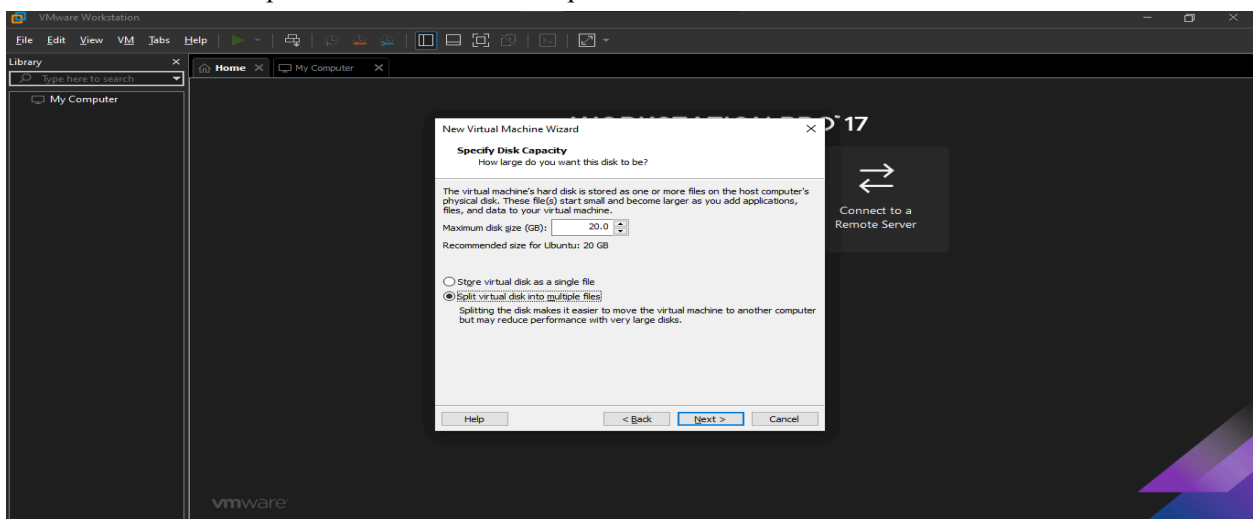 VMware Workstation
File Edit View VM Tabs Help
Library
Type here to search
Home
My Computer
My Computer
17
New Virtual Machine Wizard
Specify Disk Capacity
How large do you want this disk to be?
The virtual machine's hard disk is stored as one or more files on the host computer's
physical disk. These file(s) start small and become larger as you add applications,
files, and data to your virtual machine.
Maximum disk size (GB): 20.0
Recommended size for Ubuntu: 20 GB
Store virtual disk as a single file
Split virtual disk into multiple files
Splitting the disk makes it easier to move the virtual machine to another computer
but may reduce performance with very large disks.
Help < Back Next > Cancel
Connect to a
Remote Server
vmware